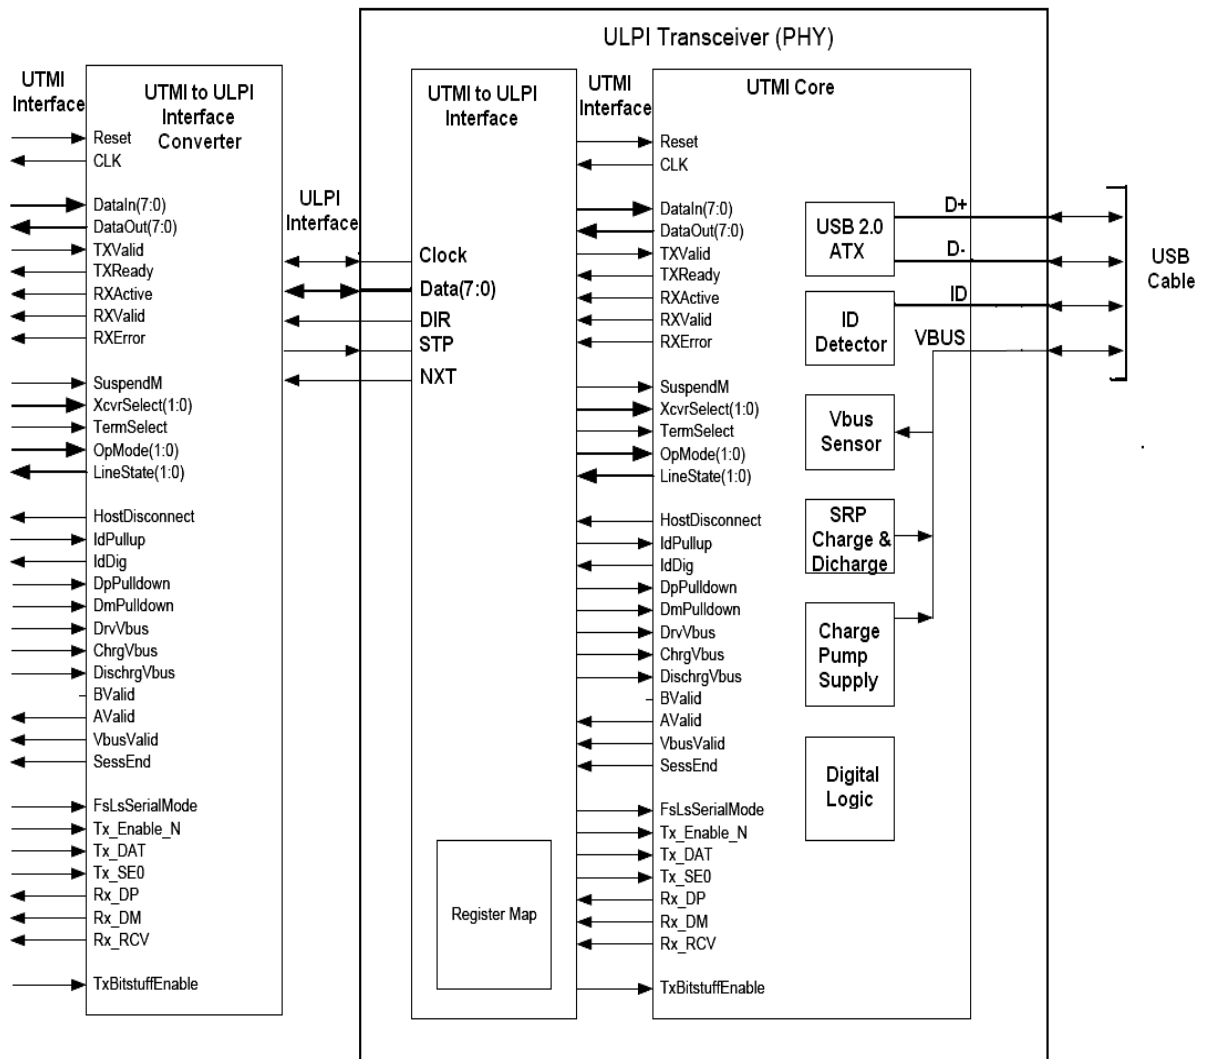 ULPI Transceiver (PHY)
UTMI
Interface
UTMI to ULPI
Interface
Converter
Reset
CLK
DataIn(7:0)
DataOut(7:0)
TXValid
TXReady
RXActive
RXValid
RXError
SuspendM
XcvrSelect(1:0)
TermSelect
OpMode(1:0)
LineState(1:0)
HostDisconnect
IdPullup
IdDig
DpPulldown
DmPulldown
DrvVbus
ChrgVbus
DischrgVbus
BValid
AValid
VbusValid
SessEnd
FsLsSerialMode
Tx_Enable_N
Tx_DAT
Tx_SE0
Rx_DP
Rx_DM
Rx_RCV
TxBitstuffEnable
ULPI
Interface
UTMI to ULPI
Interface
Clock
Data(7:0)
DIR
STP
NXT
Register Map
UTMI
Interface
UTMI Core
Reset
CLK
DataIn(7:0)
DataOut(7:0)
TXValid
TXReady
RXActive
RXValid
RXError
SuspendM
XcvrSelect(1:0)
TermSelect
OpMode(1:0)
LineState(1:0)
HostDisconnect
IdPullup
IdDig
DpPulldown
DmPulldown
DrvVbus
ChrgVbus
DischrgVbus
BValid
AValid
VbusValid
SessEnd
FsLsSerialMode
Tx_Enable_N
Tx_DAT
Tx_SE0
Rx_DP
Rx_DM
Rx_RCV
TxBitstuffEnable
USB 2.0
ATX
ID
Detector
Vbus
Sensor
SRP
Charge &
Dicharge
Charge
Pump
Supply
Digital
Logic
D+
D-
ID
VBUS
USB
Cable